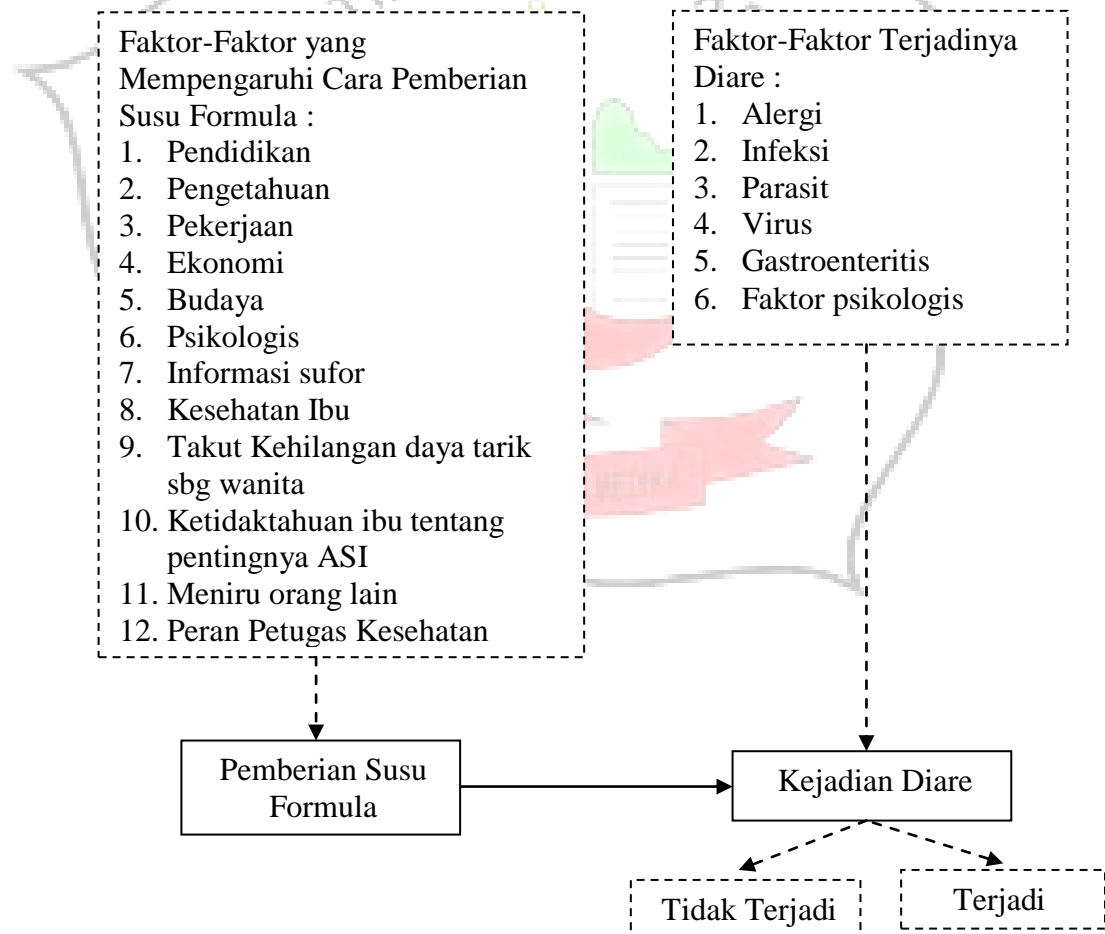 Faktor-Faktor yang
Mempengaruhi Cara Pemberian
Susu Formula :
1. Pendidikan
2. Pengetahuan
3. Pekerjaan
4. Ekonomi
5. Budaya
6. Psikologis
7. Informasi sufor
8. Kesehatan Ibu
9. Takut Kehilangan daya tarik
sbg wanita
10. Ketidaktahuan ibu tentang
pentingnya ASI
11. Meniru orang lain
12. Peran Petugas Kesehatan
Faktor-Faktor Terjadinya
Diare :
1. Alergi
2. Infeksi
3. Parasit
4. Virus
5. Gastroenteritis
6. Faktor psikologis
Pemberian Susu
Formula
Kejadian Diare
Tidak Terjadi
Terjadi